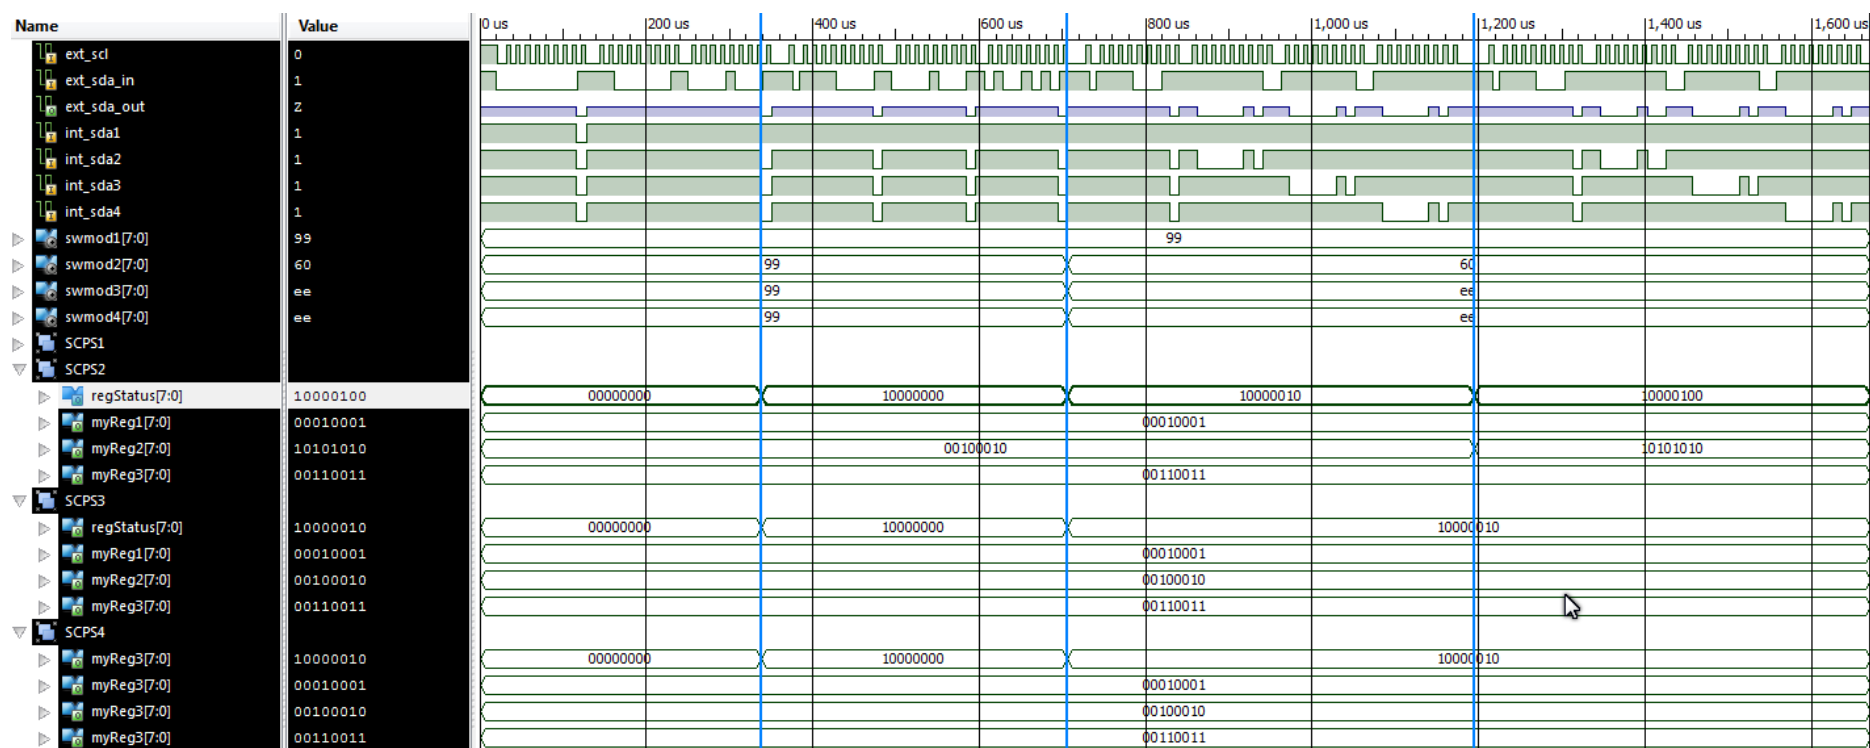 Name Value 0 us 200 us 400 us 600 us 800 us 1,000 us 1,200 us 1,400 us 1,600 us
ext_scl 0
ext_sda_in 1
ext_sda_out Z
int_sda1 1
int_sda2 1
int_sda3 1
int_sda4 1
swmod1[7:0] 99 99
swmod2[7:0] 60 99 60
swmod3[7:0] ee 99 ee
swmod4[7:0] ee 99 ee
SCPS1
SCPS2
regStatus[7:0] 10000100 00000000 10000000 10000010 10000100
myReg1[7:0] 00010001 00010001
myReg2[7:0] 10101010 00100010 10101010
myReg3[7:0] 00110011 00110011
SCPS3
regStatus[7:0] 10000010 00000000 10000000 10000010
myReg1[7:0] 00010001 00010001
myReg2[7:0] 00100010 00100010
myReg3[7:0] 00110011 00110011
SCPS4
myReg3[7:0] 10000010 00000000 10000000 10000010
myReg3[7:0] 00010001 00010001
myReg3[7:0] 00100010 00100010
myReg3[7:0] 00110011 00110011